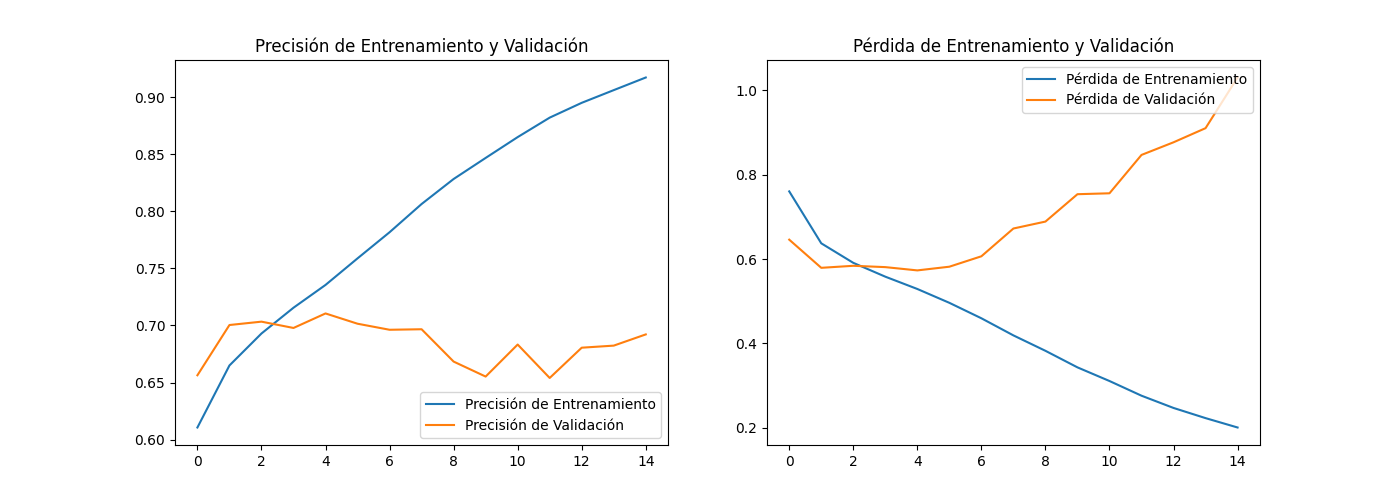 Precisión de Entrenamiento y Validación
0.90
0.85
0.80
0.75
0.70
0.65
0.60
0 2 4 6 8 10 12 14
Precisión de Entrenamiento
Precisión de Validación
Pérdida de Entrenamiento y Validación
1.0
0.8
0.6
0.4
0.2
0 2 4 6 8 10 12 14
Pérdida de Entrenamiento
Pérdida de Validación